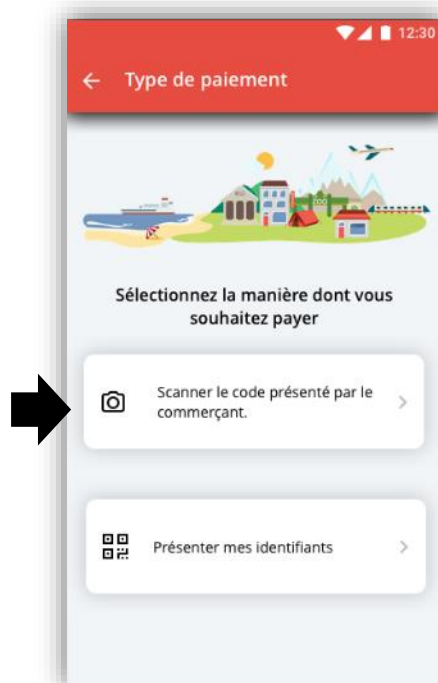 12:30
Type de paiement
ZOO
Sélectionnez la manière dont vous
souhaitez payer
Scanner le code présenté par le
commerçant.
Présenter mes identifiants